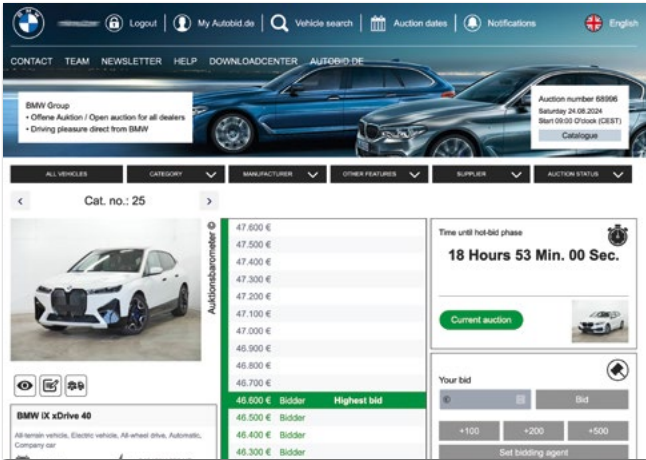 Logout
My Autobid.de
Vehicle search
Auction dates
Notifications
English
CONTACT TEAM NEWSLETTER HELP DOWNLOADCENTER AUTOBID.DE
BMW Group
• Offene Auktion / Open auction for all dealers
• Driving pleasure direct from BMW
Auction number 68996
Saturday 24.08.2024
Start 09:00 O'clock (CEST)
Catalogue
ALL VEHICLES
CATEGORY
MANUFACTURER
OTHER FEATURES
SUPPLIER
AUCTION STATUS
Cat. no.: 25
Auktionsbarometer ©
47.600 €
47.500 €
47.400 €
47.300 €
47.200 €
47.100 €
47.000 €
46.900 €
46.800 €
46.700 €
46.600 € Bidder Highest bid
46.500 € Bidder
46.400 € Bidder
46.300 € Bidder
Time until hot-bid phase
18 Hours 53 Min. 00 Sec.
Current auction
Your bid
Bid
+100
+200
+500
Set bidding agent
BMW iX xDrive 40
All-terrain vehicle, Electric vehicle, All-wheel drive, Automatic,
Company car